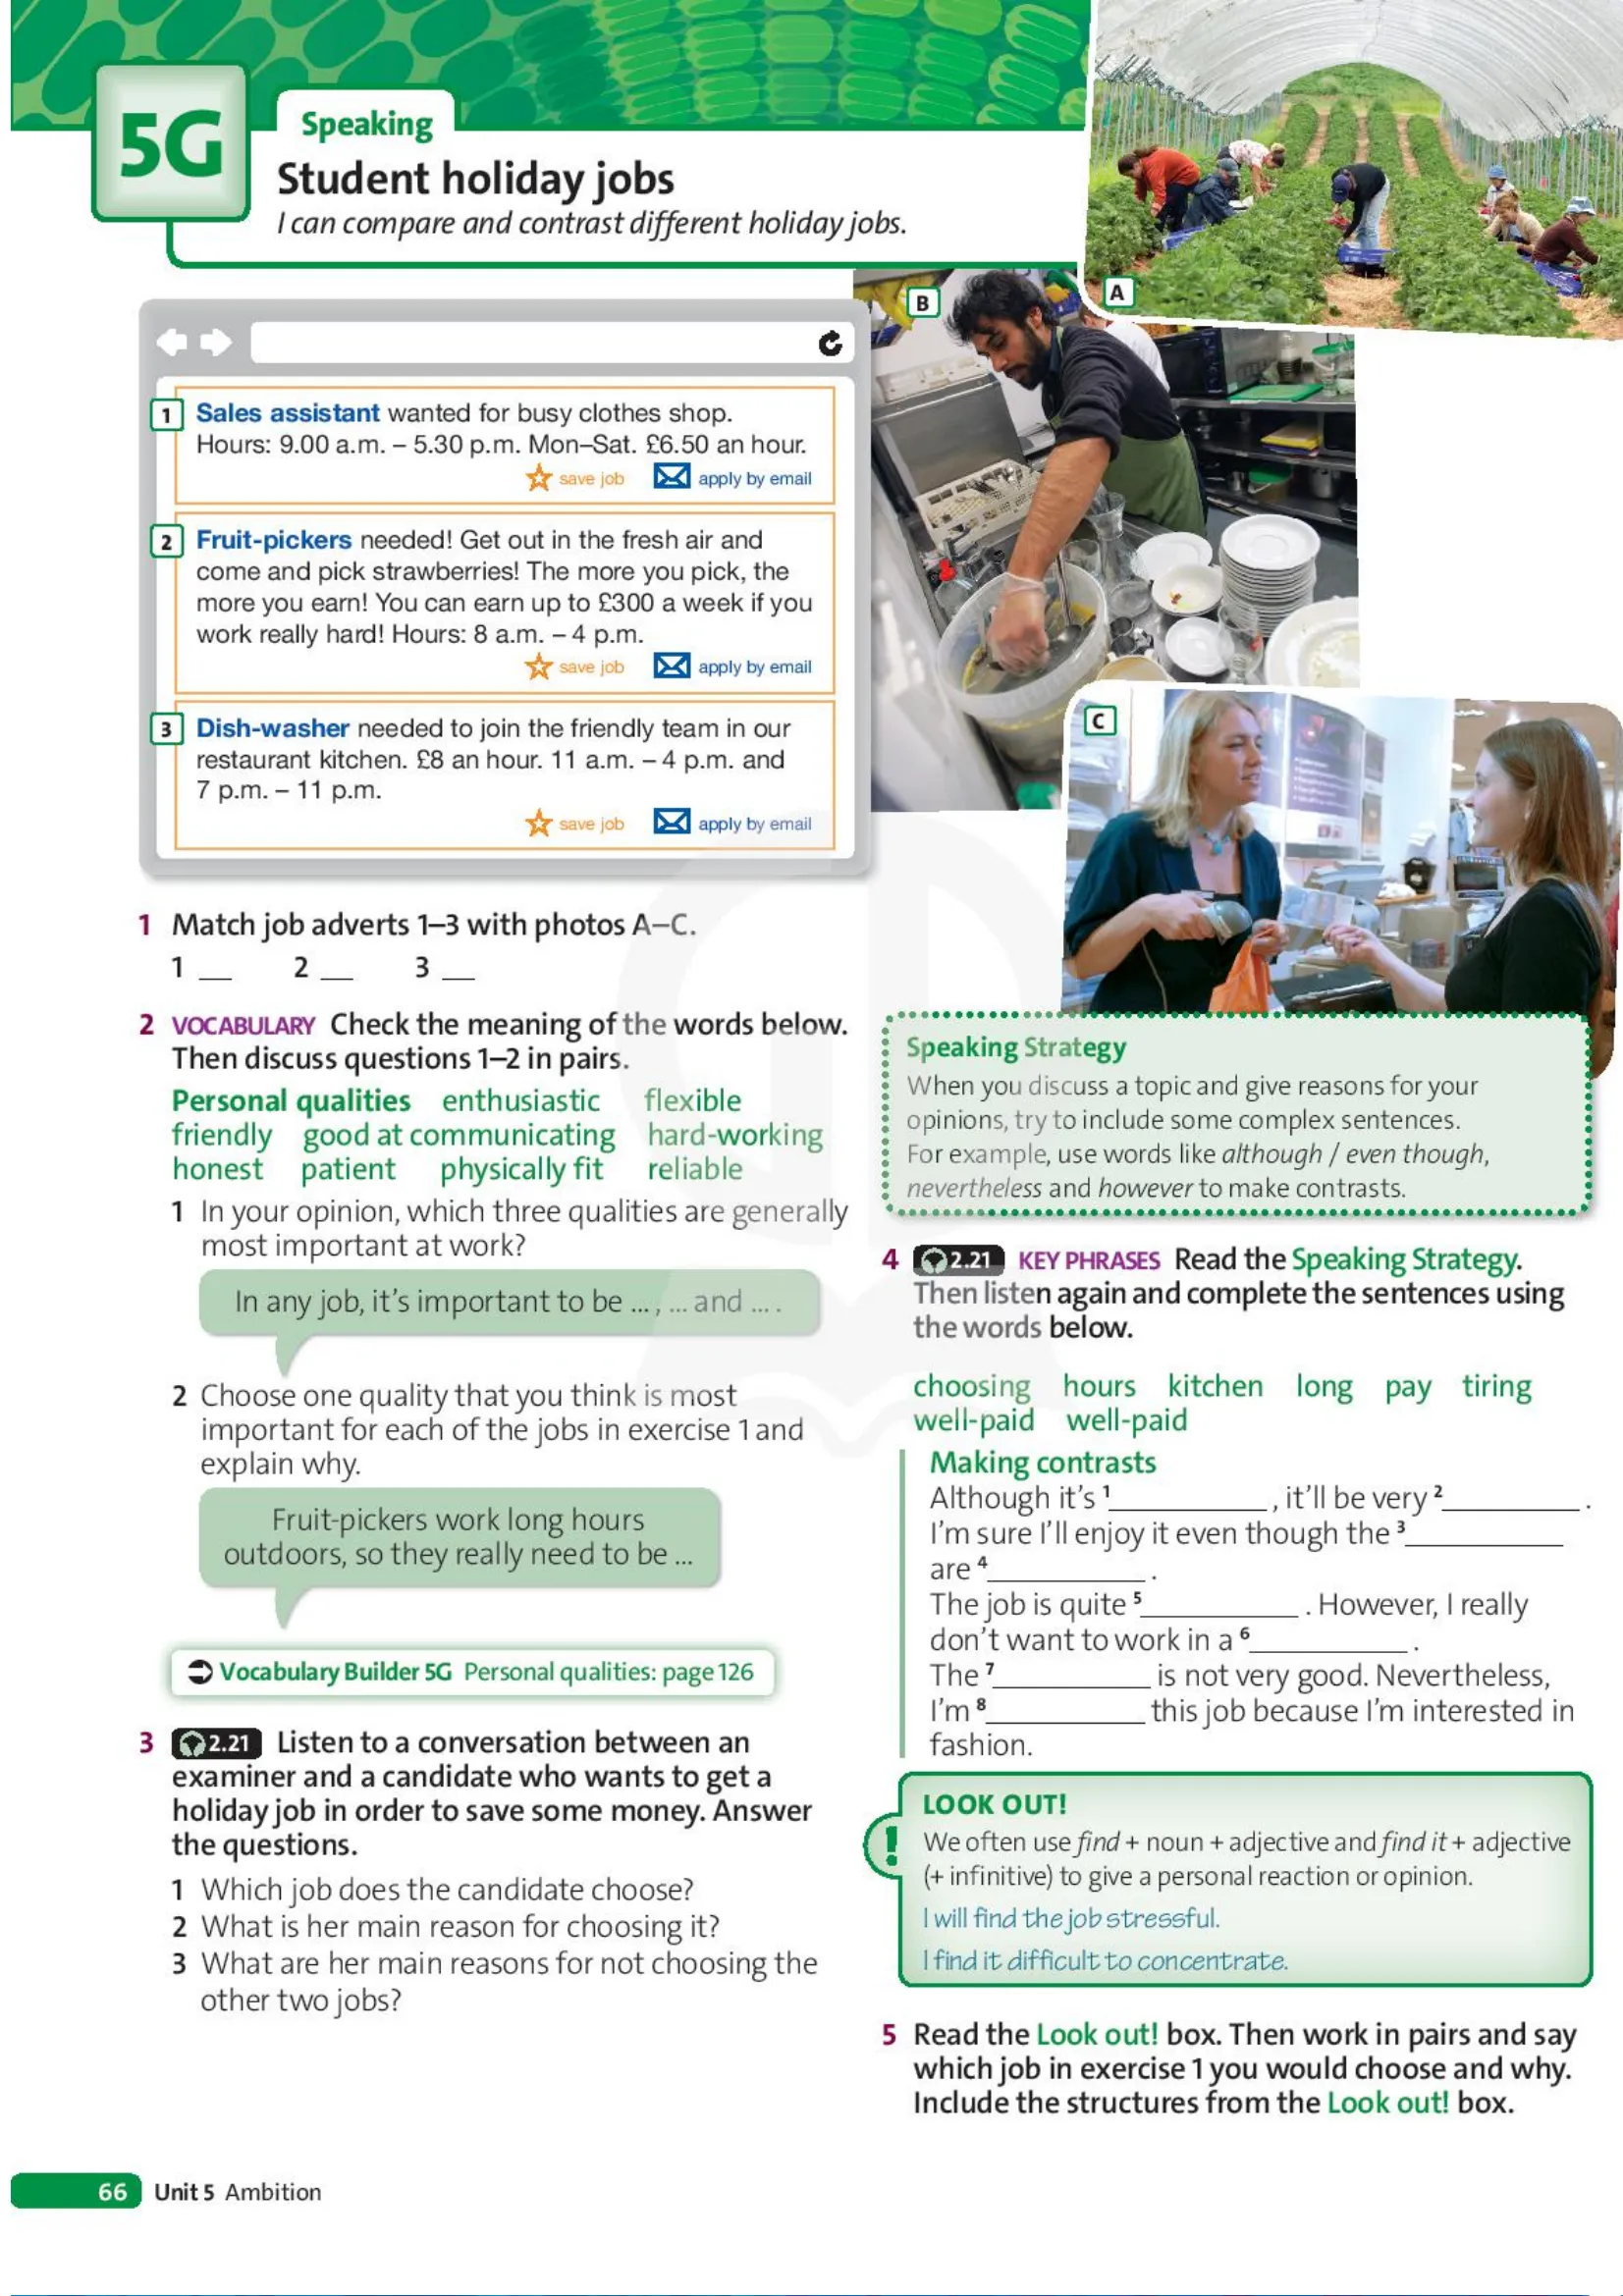 5G
Speaking
Student holiday jobs
I can compare and contrast different holiday jobs.
A
B
1 Sales assistant wanted for busy clothes shop.
Hours: 9.00 a.m. – 5.30 p.m. Mon–Sat. £6.50 an hour.
save job apply by email
2 Fruit-pickers needed! Get out in the fresh air and
come and pick strawberries! The more you pick, the
more you earn! You can earn up to £300 a week if you
work really hard! Hours: 8 a.m. – 4 p.m.
save job apply by email
3 Dish-washer needed to join the friendly team in our
restaurant kitchen. £8 an hour. 11 a.m. – 4 p.m. and
7 p.m. – 11 p.m.
save job apply by email
C
1 Match job adverts 1–3 with photos A–C.
1 __ 2 __ 3 __
2 VOCABULARY Check the meaning of the words below.
Then discuss questions 1–2 in pairs.
Personal qualities enthusiastic flexible
friendly good at communicating hard-working
honest patient physically fit reliable
1 In your opinion, which three qualities are generally
most important at work?
In any job, it's important to be ... , ... and ... .
2 Choose one quality that you think is most
important for each of the jobs in exercise 1 and
explain why.
Fruit-pickers work long hours
outdoors, so they really need to be ...
Vocabulary Builder 5G Personal qualities: page 126
3 2.21 Listen to a conversation between an
examiner and a candidate who wants to get a
holiday job in order to save some money. Answer
the questions.
1 Which job does the candidate choose?
2 What is her main reason for choosing it?
3 What are her main reasons for not choosing the
other two jobs?
Speaking Strategy
When you discuss a topic and give reasons for your
opinions, try to include some complex sentences.
For example, use words like although / even though,
nevertheless and however to make contrasts.
4 2.21 KEY PHRASES Read the Speaking Strategy.
Then listen again and complete the sentences using
the words below.
choosing hours kitchen long pay tiring
well-paid well-paid
Making contrasts
Although it's 1__________ , it'll be very 2__________ .
I'm sure I'll enjoy it even though the 3__________
are 4__________ .
The job is quite 5__________ . However, I really
don't want to work in a 6__________ .
The 7__________ is not very good. Nevertheless,
I'm 8__________ this job because I'm interested in
fashion.
LOOK OUT!
! We often use find + noun + adjective and find it + adjective
(+ infinitive) to give a personal reaction or opinion.
I will find the job stressful.
I find it difficult to concentrate.
5 Read the Look out! box. Then work in pairs and say
which job in exercise 1 you would choose and why.
Include the structures from the Look out! box.
66 Unit 5 Ambition